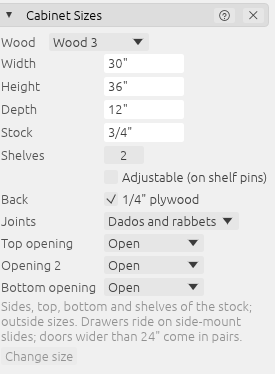 Cabinet Sizes
Wood Wood 3
Width 30"
Height 36"
Depth 12"
Stock 3/4"
Shelves 2
Adjustable (on shelf pins)
Back 1/4" plywood
Joints Dados and rabbets
Top opening Open
Opening 2 Open
Bottom opening Open
Sides, top, bottom and shelves of the stock;
outside sizes. Drawers ride on side-mount
slides; doors wider than 24" come in pairs.
Change size